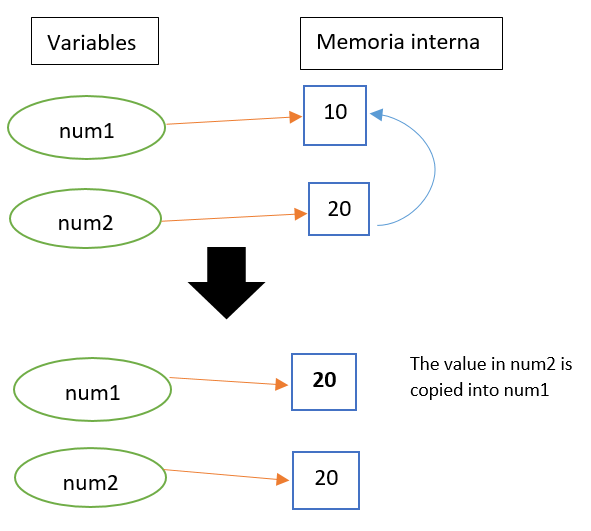 Variables
Memoria interna
num1
10
num2
20
num1
20
The value in num2 is
copied into num1
num2
20